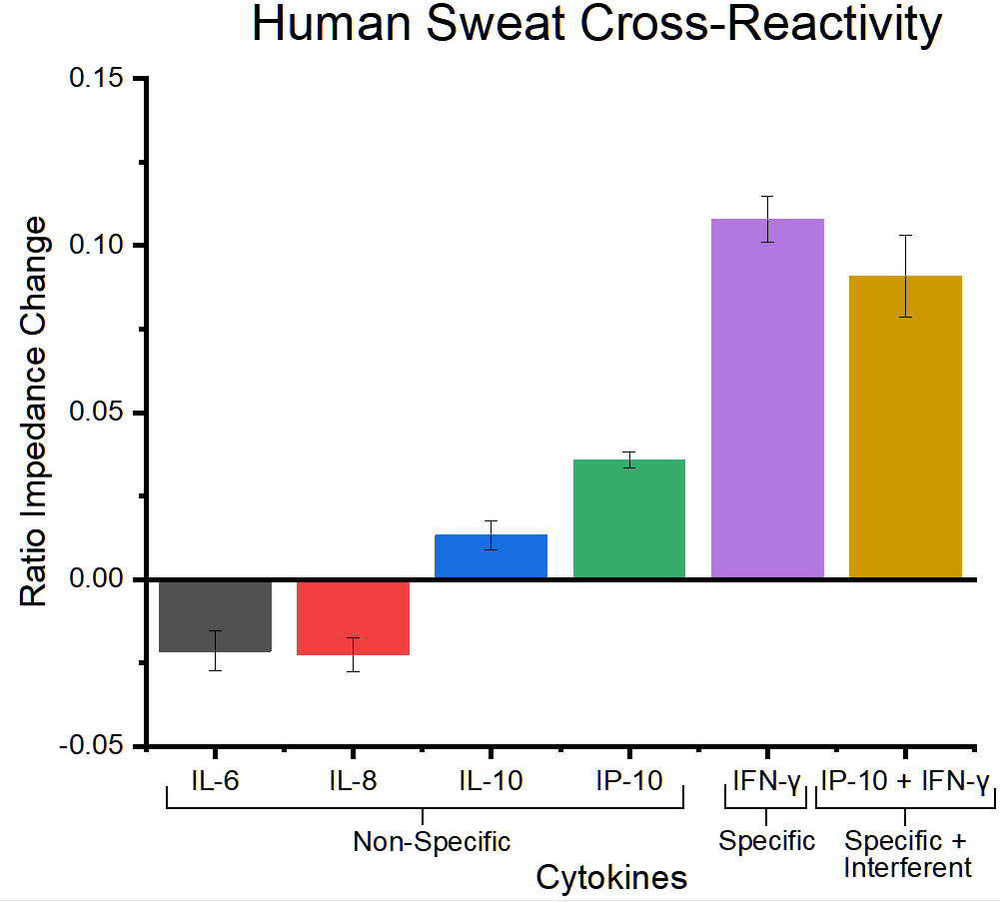 Human Sweat Cross-Reactivity
0.15
0.10
0.05
0.00
-0.05
Ratio Impedance Change
IL-6 IL-8 IL-10 IP-10 IFN-γ IP-10 + IFN-γ
Non-Specific Specific Specific +
Interferent
Cytokines